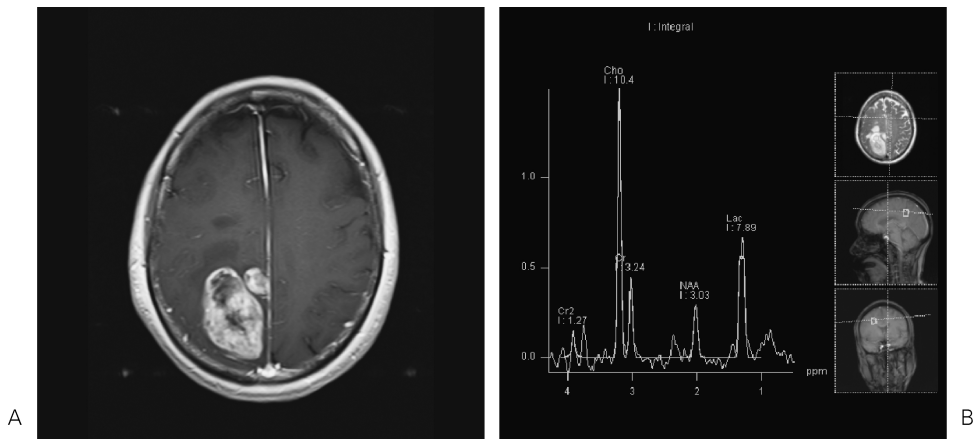 I : Integral
Cho
I : 10.4
Cr
I : 3.24
Lac
I : 7.89
NAA
I : 3.03
Cr2
I : 1.27
1.0
0.5
0.0
4 3 2 1 ppm
A B